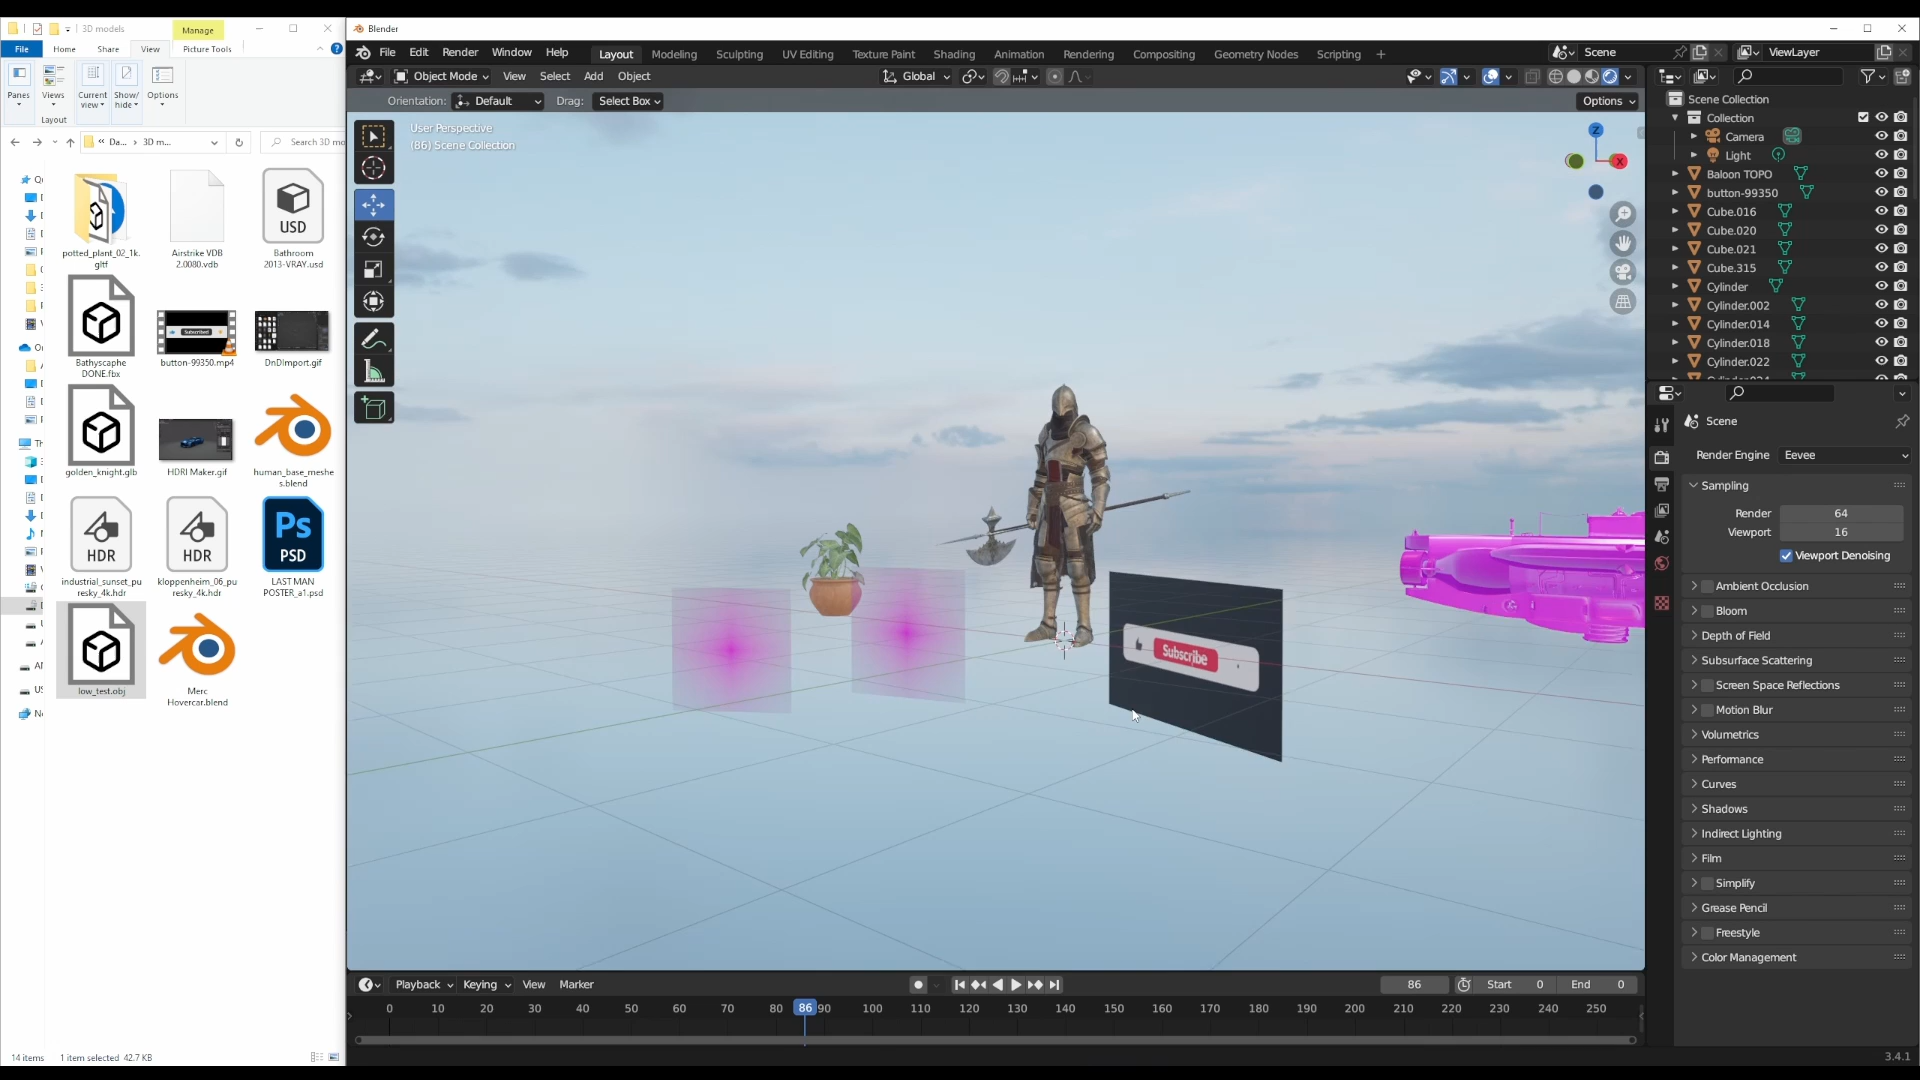 3D models
Manage
File
Home
Share
View
Picture Tools
Panes
Views
Current
view
Show/
hide
Options
Layout
Da...
3D m...
Search 3D mo
potted_plant_02_1k.
gltf
Airstrike VDB
2.0080.vdb
USD
Bathroom
2013-VRAY.usd
Bathyscaphe
DONE.fbx
Subscribed
button-99350.mp4
DnDImport.gif
golden_knight.glb
HDRI Maker.gif
human_base_meshe
s.blend
HDR
industrial_sunset_pu
resky_4k.hdr
HDR
kloppenheim_06_pu
resky_4k.hdr
Ps
PSD
LAST MAN
POSTER_a1.psd
low_test.obj
Merc
Hovercar.blend
14 items
1 item selected 42.7 KB
Blender
File
Edit
Render
Window
Help
Layout
Modeling
Sculpting
UV Editing
Texture Paint
Shading
Animation
Rendering
Compositing
Geometry Nodes
Scripting
+
Scene
ViewLayer
Object Mode
View
Select
Add
Object
Global
Orientation:
Default
Drag:
Select Box
Options
User Perspective
(86) Scene Collection
Z
X
Subscribe
Scene Collection
Collection
Camera
Light
Baloon TOPO
button-99350
Cube.016
Cube.020
Cube.021
Cube.315
Cylinder
Cylinder.002
Cylinder.014
Cylinder.018
Cylinder.022
Scene
Render Engine
Eevee
Sampling
Render
64
Viewport
16
Viewport Denoising
Ambient Occlusion
Bloom
Depth of Field
Subsurface Scattering
Screen Space Reflections
Motion Blur
Volumetrics
Performance
Curves
Shadows
Indirect Lighting
Film
Simplify
Grease Pencil
Freestyle
Color Management
Playback
Keying
View
Marker
86
Start
0
End
0
0
10
20
30
40
50
60
70
80
86
90
100
110
120
130
140
150
160
170
180
190
200
210
220
230
240
250
3.4.1